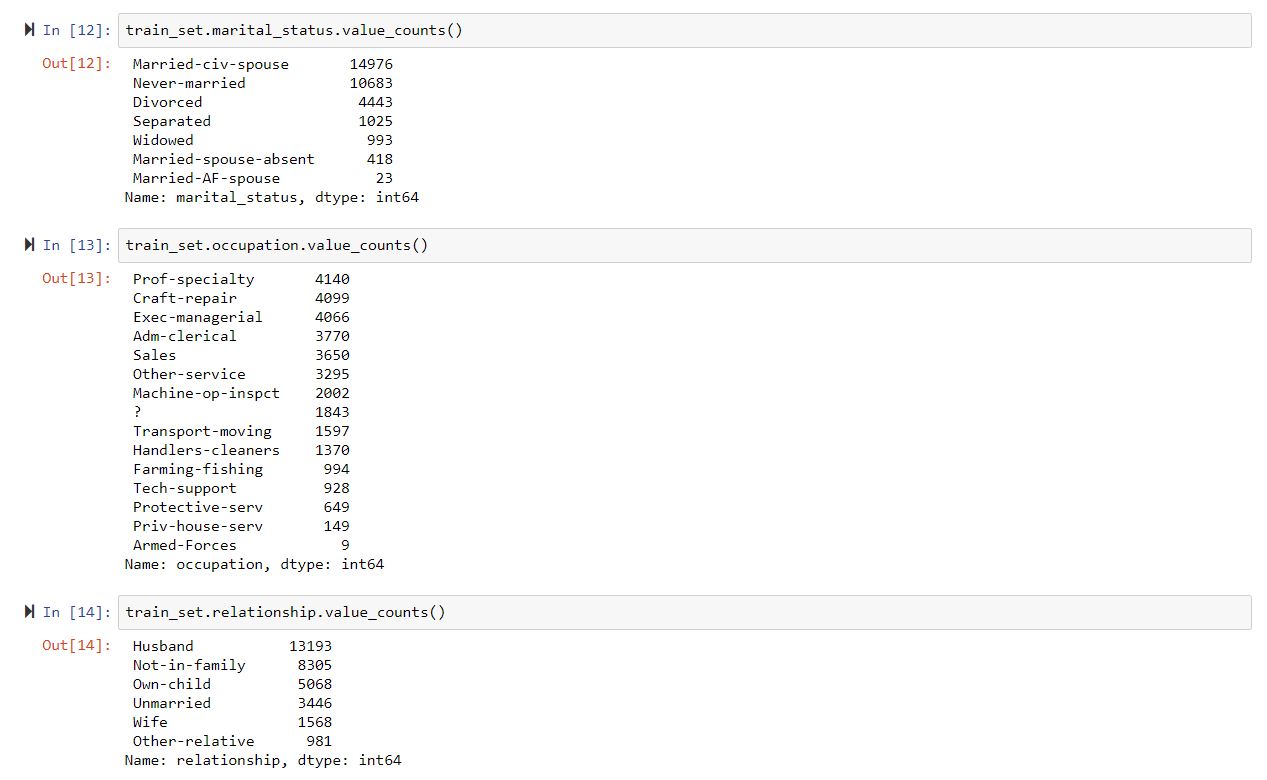 In [12]: train_set.marital_status.value_counts()
Out[12]: Married-civ-spouse 14976
Never-married 10683
Divorced 4443
Separated 1025
Widowed 993
Married-spouse-absent 418
Married-AF-spouse 23
Name: marital_status, dtype: int64
In [13]: train_set.occupation.value_counts()
Out[13]: Prof-specialty 4140
Craft-repair 4099
Exec-managerial 4066
Adm-clerical 3770
Sales 3650
Other-service 3295
Machine-op-inspct 2002
? 1843
Transport-moving 1597
Handlers-cleaners 1370
Farming-fishing 994
Tech-support 928
Protective-serv 649
Priv-house-serv 149
Armed-Forces 9
Name: occupation, dtype: int64
In [14]: train_set.relationship.value_counts()
Out[14]: Husband 13193
Not-in-family 8305
Own-child 5068
Unmarried 3446
Wife 1568
Other-relative 981
Name: relationship, dtype: int64